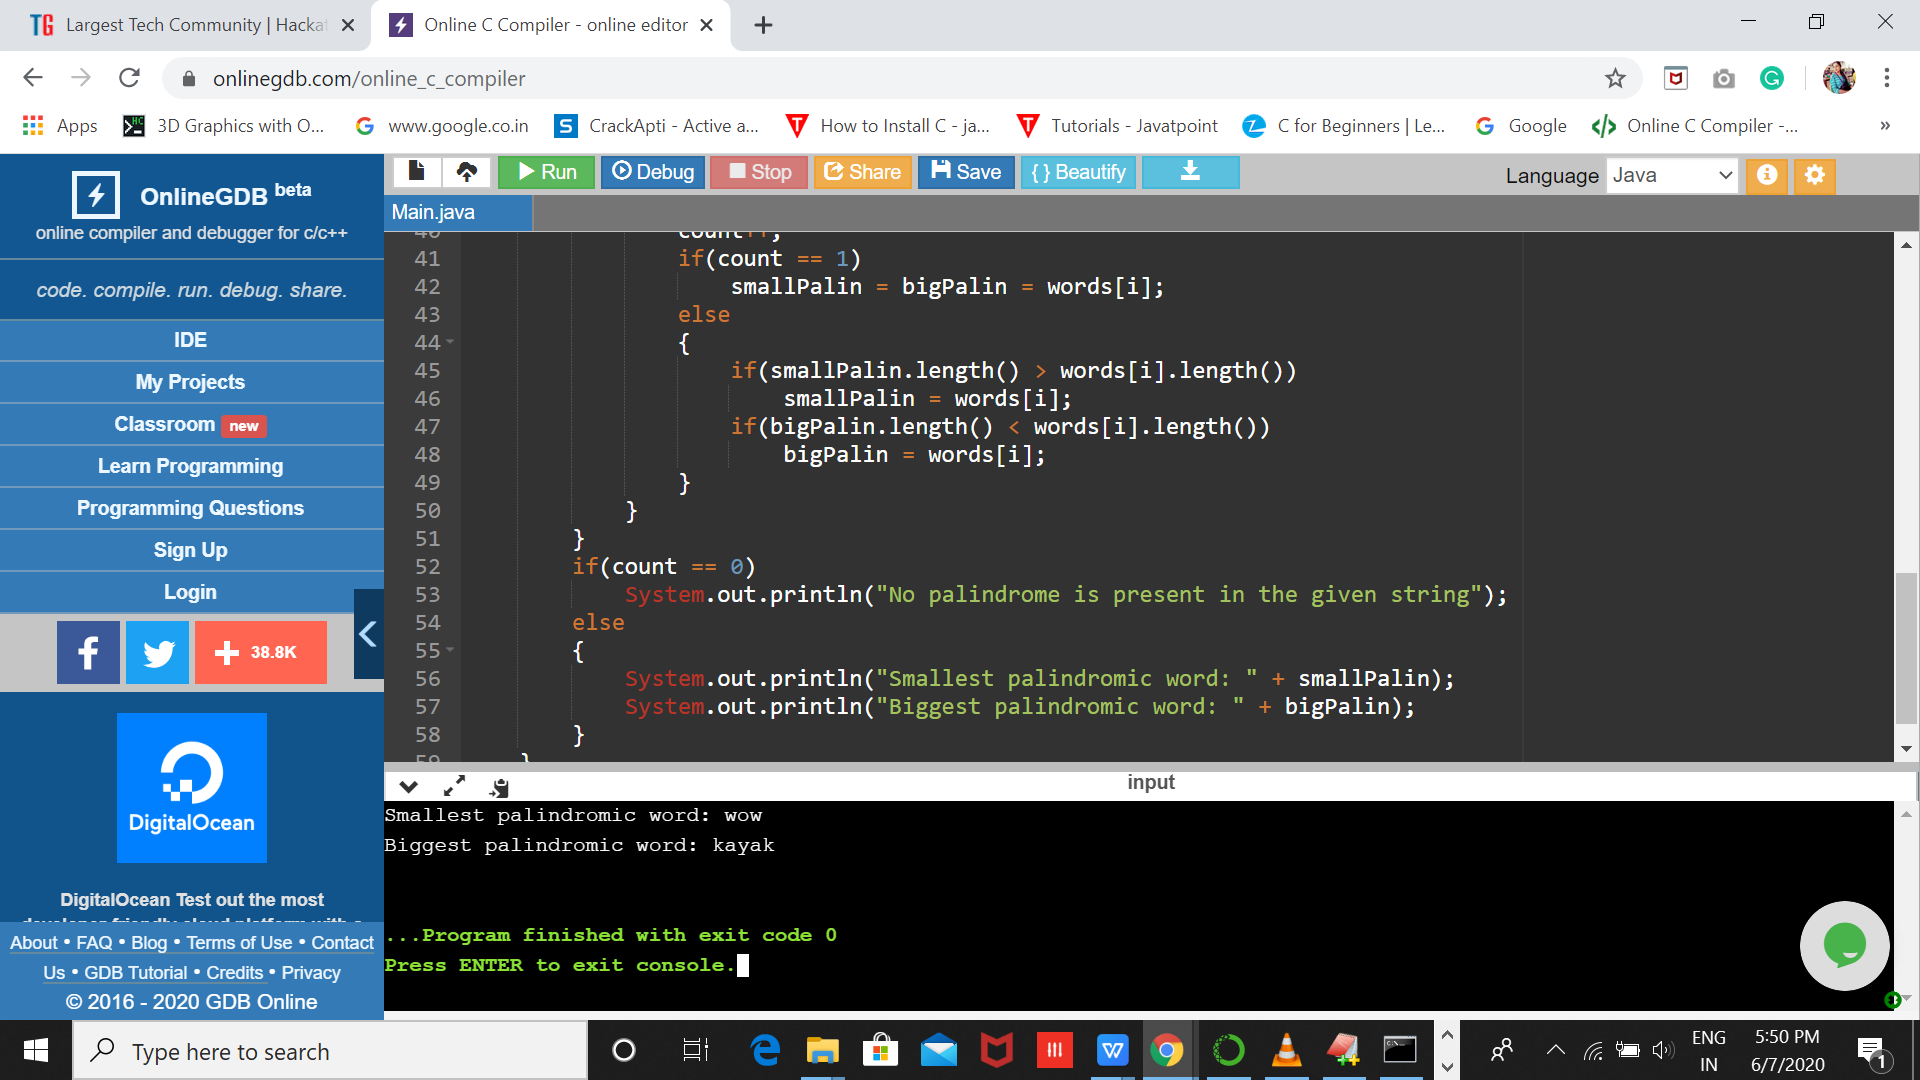 Largest Tech Community | Hacka
Online C Compiler - online editor
onlinegdb.com/online_c_compiler
Apps
3D Graphics with O...
www.google.co.in
CrackApti - Active a...
How to Install C - ja...
Tutorials - Javatpoint
C for Beginners | Le...
Google
Online C Compiler -...
»
OnlineGDB beta
online compiler and debugger for c/c++
code. compile. run. debug. share.
IDE
My Projects
Classroom new
Learn Programming
Programming Questions
Sign Up
Login
38.8K
DigitalOcean
DigitalOcean Test out the most
About • FAQ • Blog • Terms of Use • Contact
Us • GDB Tutorial • Credits • Privacy
© 2016 - 2020 GDB Online
Run
Debug
Stop
Share
Save
{ } Beautify
Language Java
Main.java
40 count++;
41 if(count == 1)
42 smallPalin = bigPalin = words[i];
43 else
44 {
45 if(smallPalin.length() > words[i].length())
46 smallPalin = words[i];
47 if(bigPalin.length() < words[i].length())
48 bigPalin = words[i];
49 }
50 }
51 }
52 if(count == 0)
53 System.out.println("No palindrome is present in the given string");
54 else
55 {
56 System.out.println("Smallest palindromic word: " + smallPalin);
57 System.out.println("Biggest palindromic word: " + bigPalin);
58 }
59 }
input
Smallest palindromic word: wow
Biggest palindromic word: kayak
...Program finished with exit code 0
Press ENTER to exit console.
Type here to search
ENG
IN
5:50 PM
6/7/2020
1